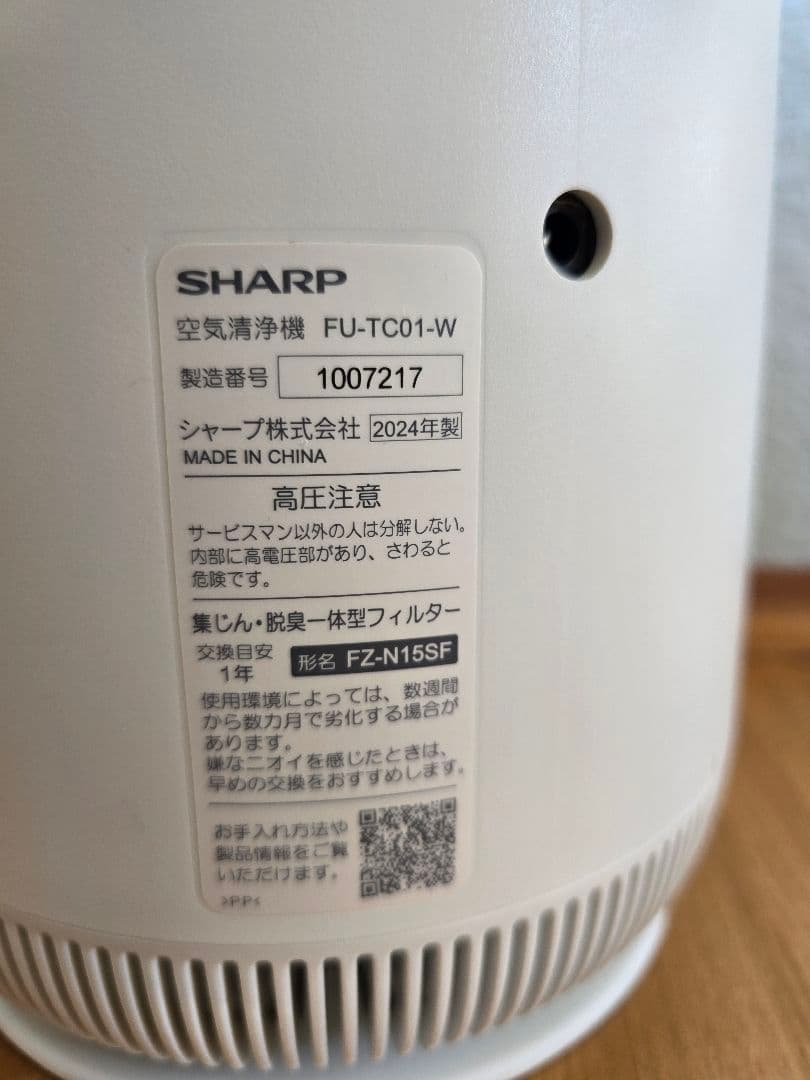 SHARP
空気清浄機 FU-TC01-W
製造番号 1007217
シャープ株式会社 2024年製
MADE IN CHINA
高圧注意
サービスマン以外の人は分解しない。
内部に高電圧部があり、さわると
危険です。
集じん・脱臭一体型フィルター
交換目安
1年
形名 FZ-N15SF
使用環境によっては、数週間
から数カ月で劣化する場合が
あります。
嫌なニオイを感じたときは、
早めの交換をおすすめします。
お手入れ方法や
製品情報をご覧
いただけます。
>PP<